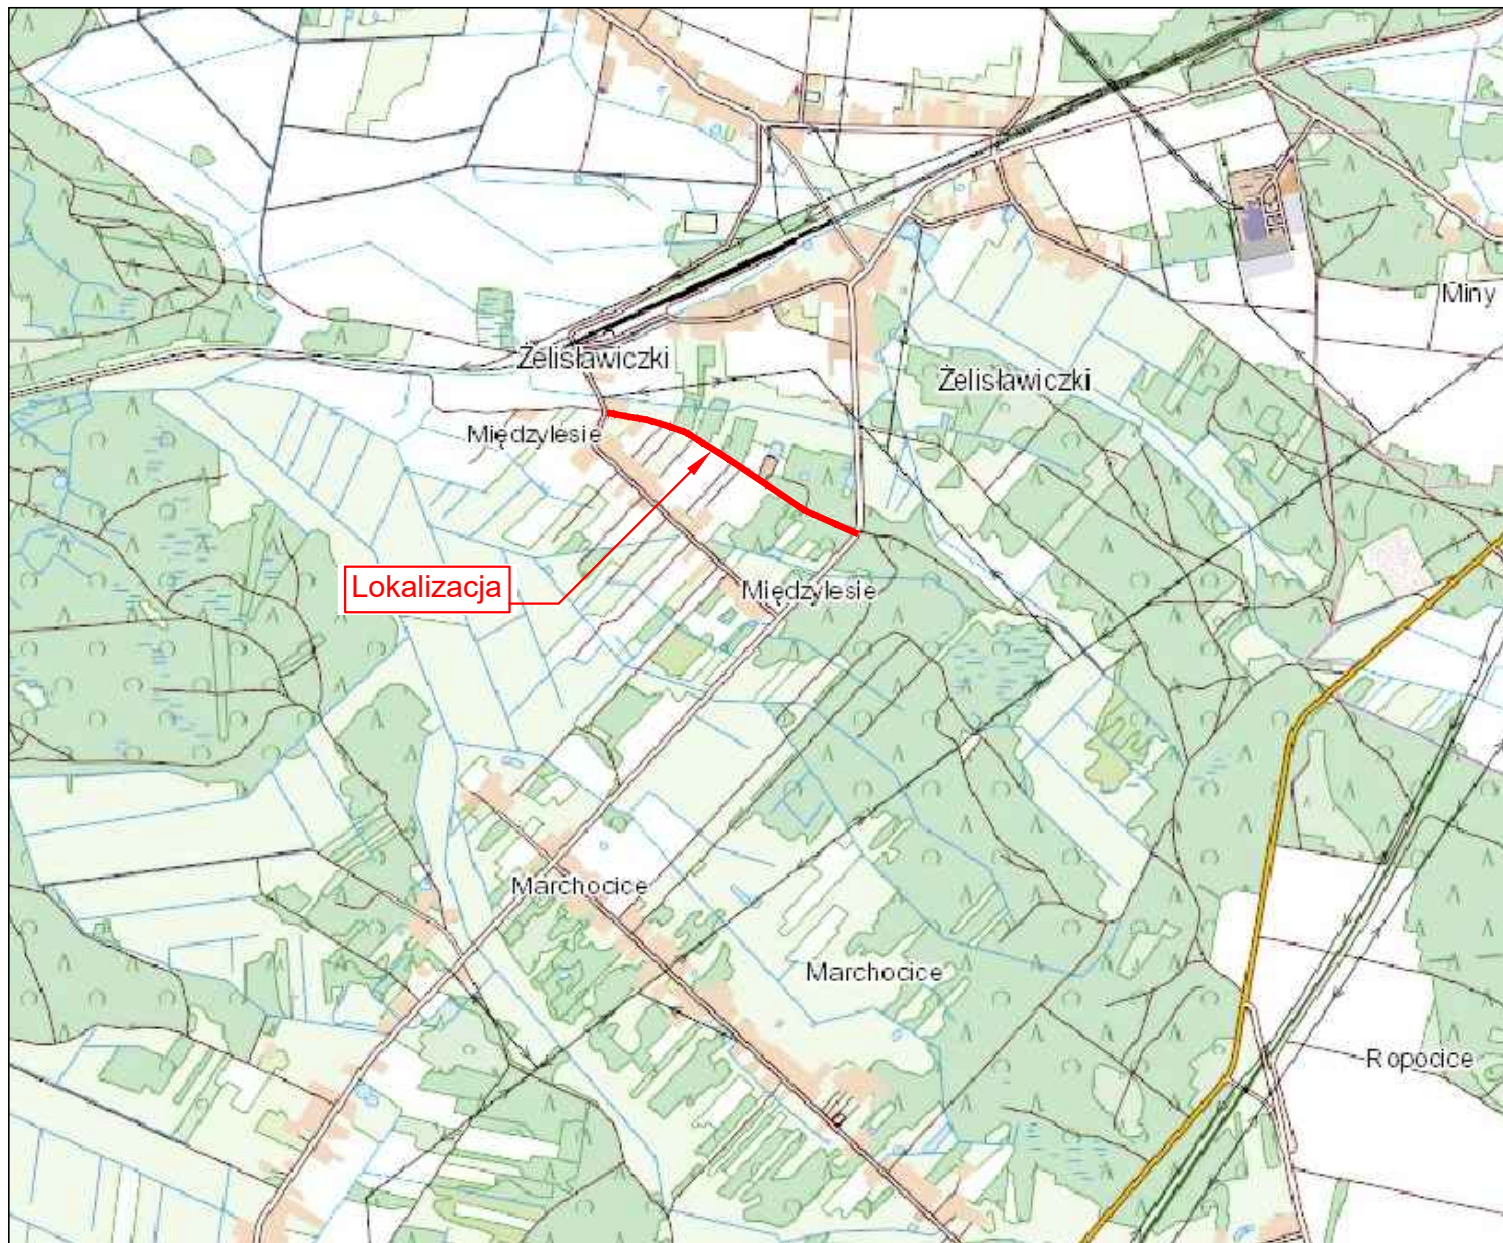 Miny
Żelisławiczki
Żelisławiczki
Międzylesie
Lokalizacja
Międzylesie
Marchocice
Marchocice
Ropocice